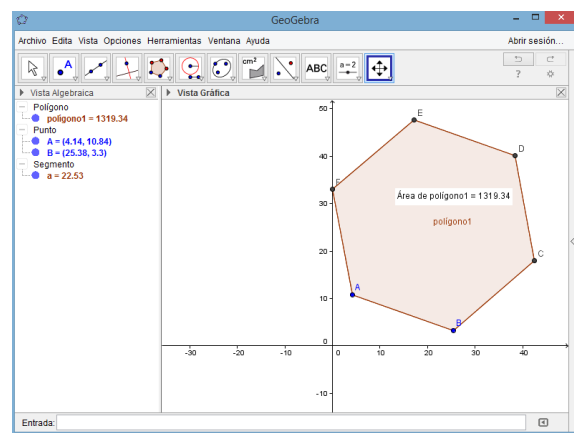 GeoGebra
Archivo Edita Vista Opciones Herramientas Ventana Ayuda Abrir sesión...
A cm² ABC a=2 ?
Vista Algebraica
Vista Gráfica
Polígono
polígono1 = 1319.34
Punto
A = (4.14, 10.84)
B = (25.38, 3.3)
Segmento
a = 22.53
50
E
40
D
F
Área de polígono1 = 1319.34
30
polígono1
20
C
10
A
B
0
-30 -20 -10 0 10 20 30 40
-10
Entrada: